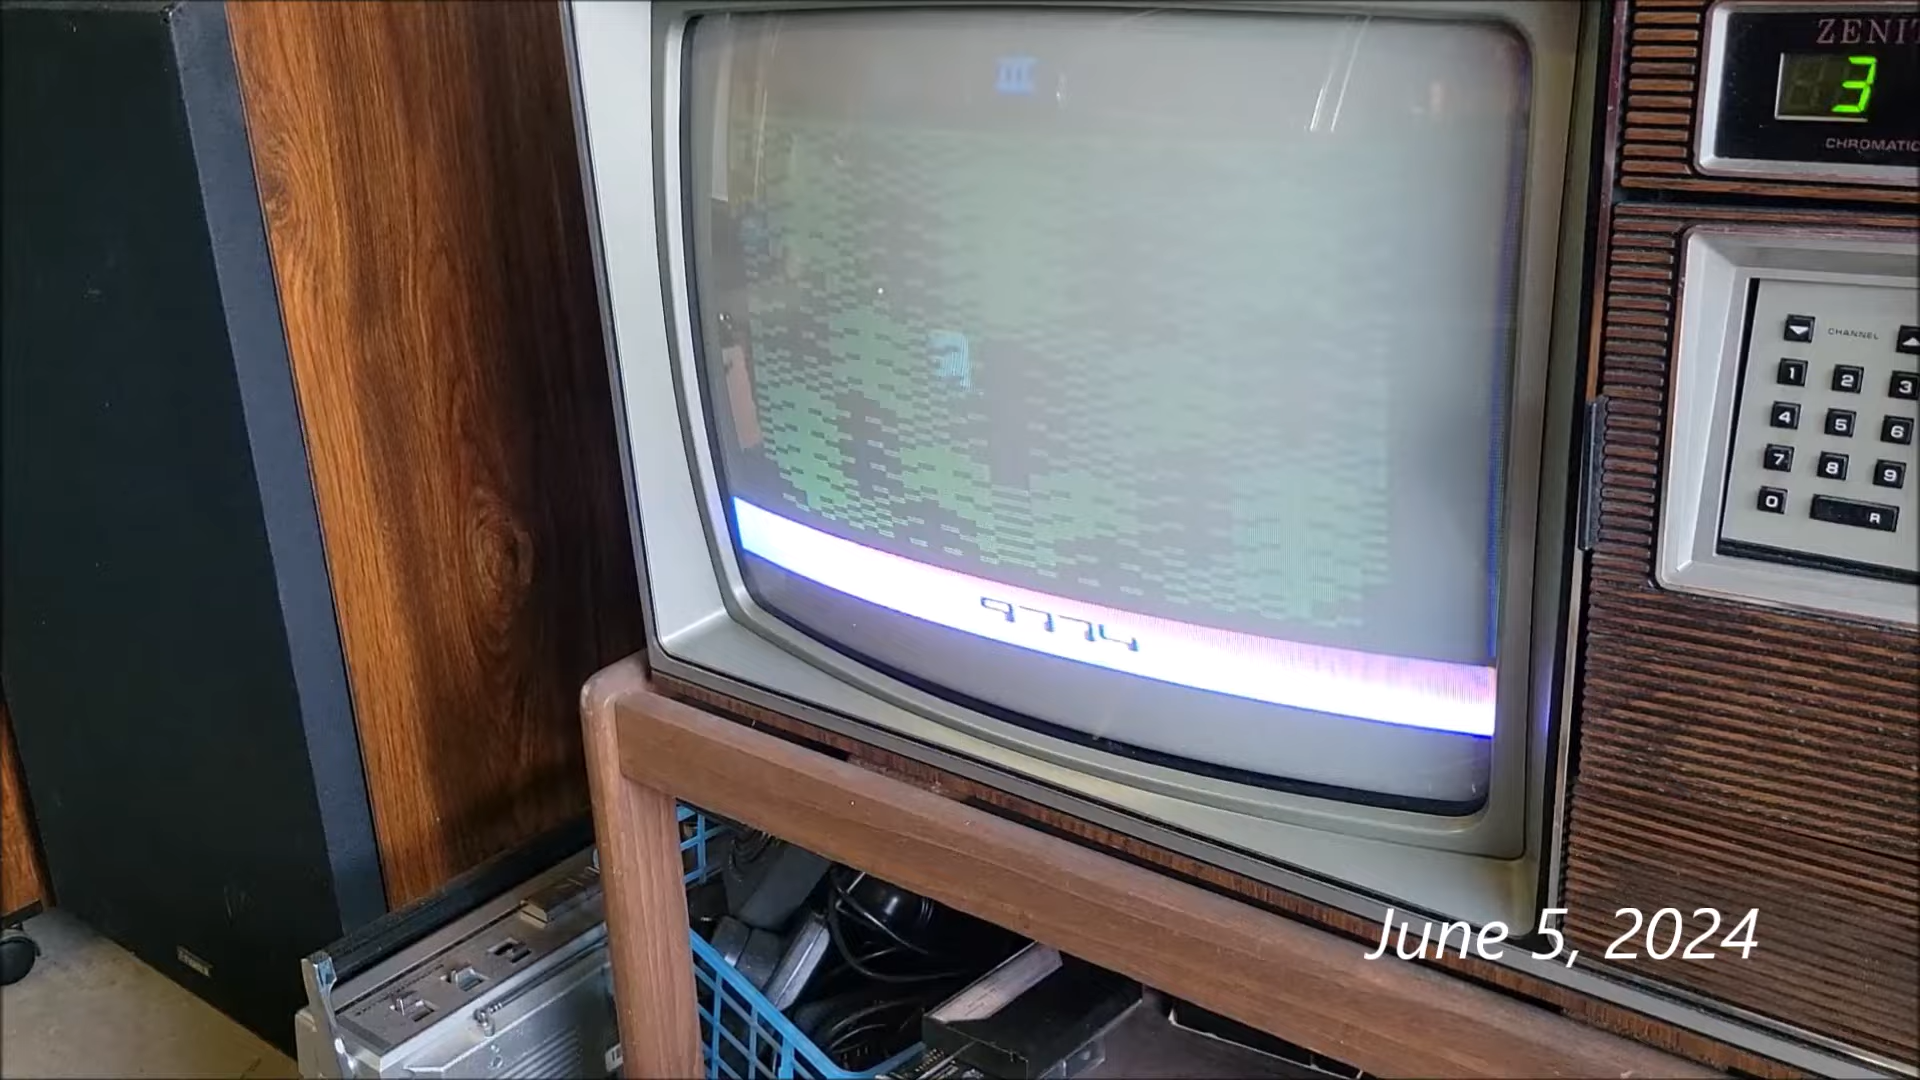 ZENIT
3
CHROMATIC
CHANNEL
1 2 3
4 5 6
7 8 9
0 R
9774
June 5, 2024